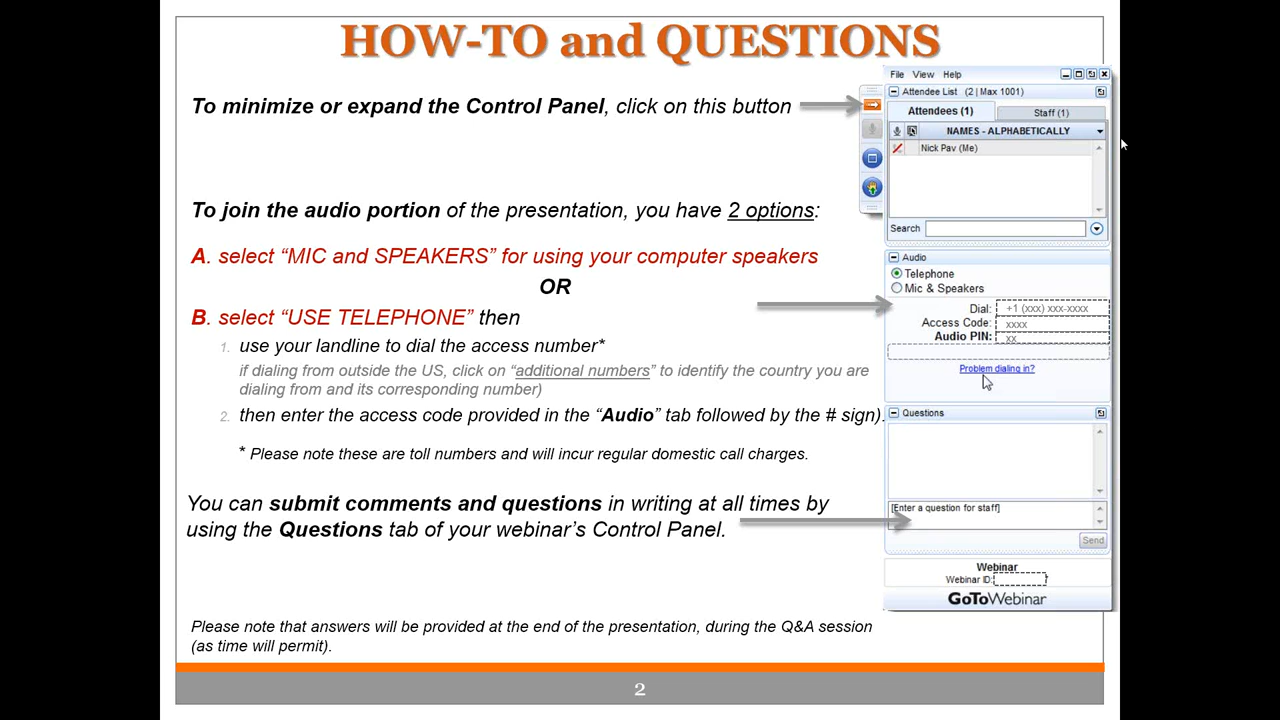 HOW-TO and QUESTIONS
To minimize or expand the Control Panel, click on this button
To join the audio portion of the presentation, you have 2 options:
A. select “MIC and SPEAKERS” for using your computer speakers
OR
B. select “USE TELEPHONE” then
1. use your landline to dial the access number*
if dialing from outside the US, click on “additional numbers” to identify the country you are
dialing from and its corresponding number)
2. then enter the access code provided in the “Audio” tab followed by the # sign).
* Please note these are toll numbers and will incur regular domestic call charges.
You can submit comments and questions in writing at all times by
using the Questions tab of your webinar’s Control Panel.
Please note that answers will be provided at the end of the presentation, during the Q&A session
(as time will permit).
2
File View Help
Attendee List (2 | Max 1001)
Attendees (1) Staff (1)
NAMES - ALPHABETICALLY
Nick Pav (Me)
Search
Audio
Telephone
Mic & Speakers
Dial: +1 (xxx) xxx-xxxx
Access Code: xxxx
Audio PIN: xx
Problem dialing in?
Questions
[Enter a question for staff]
Send
Webinar
Webinar ID:
GoToWebinar